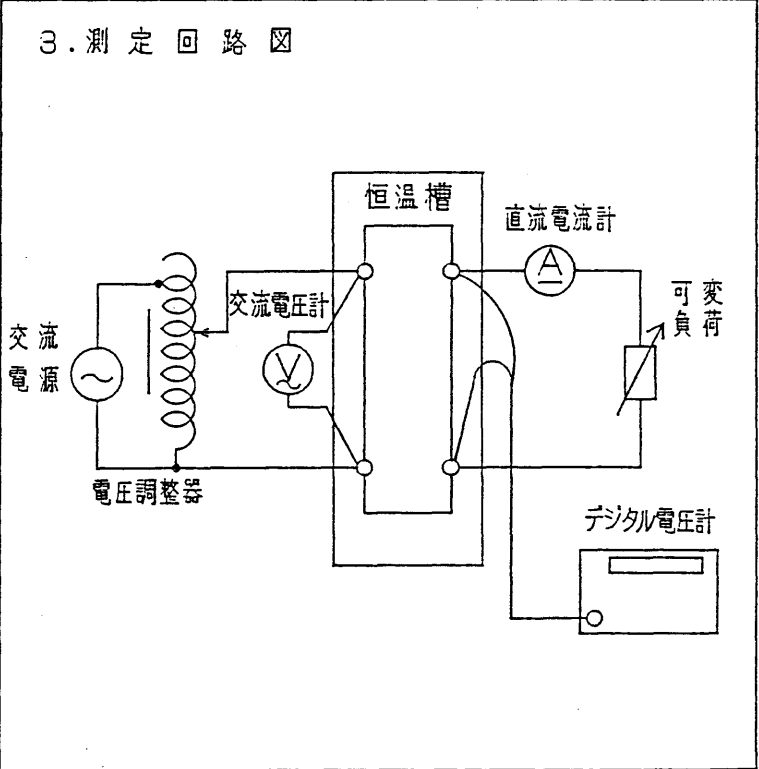 3.測定回路図
恒温槽
直流電流計
A
交流電圧計
V
可変
負荷
交流
電源
電圧調整器
デジタル電圧計